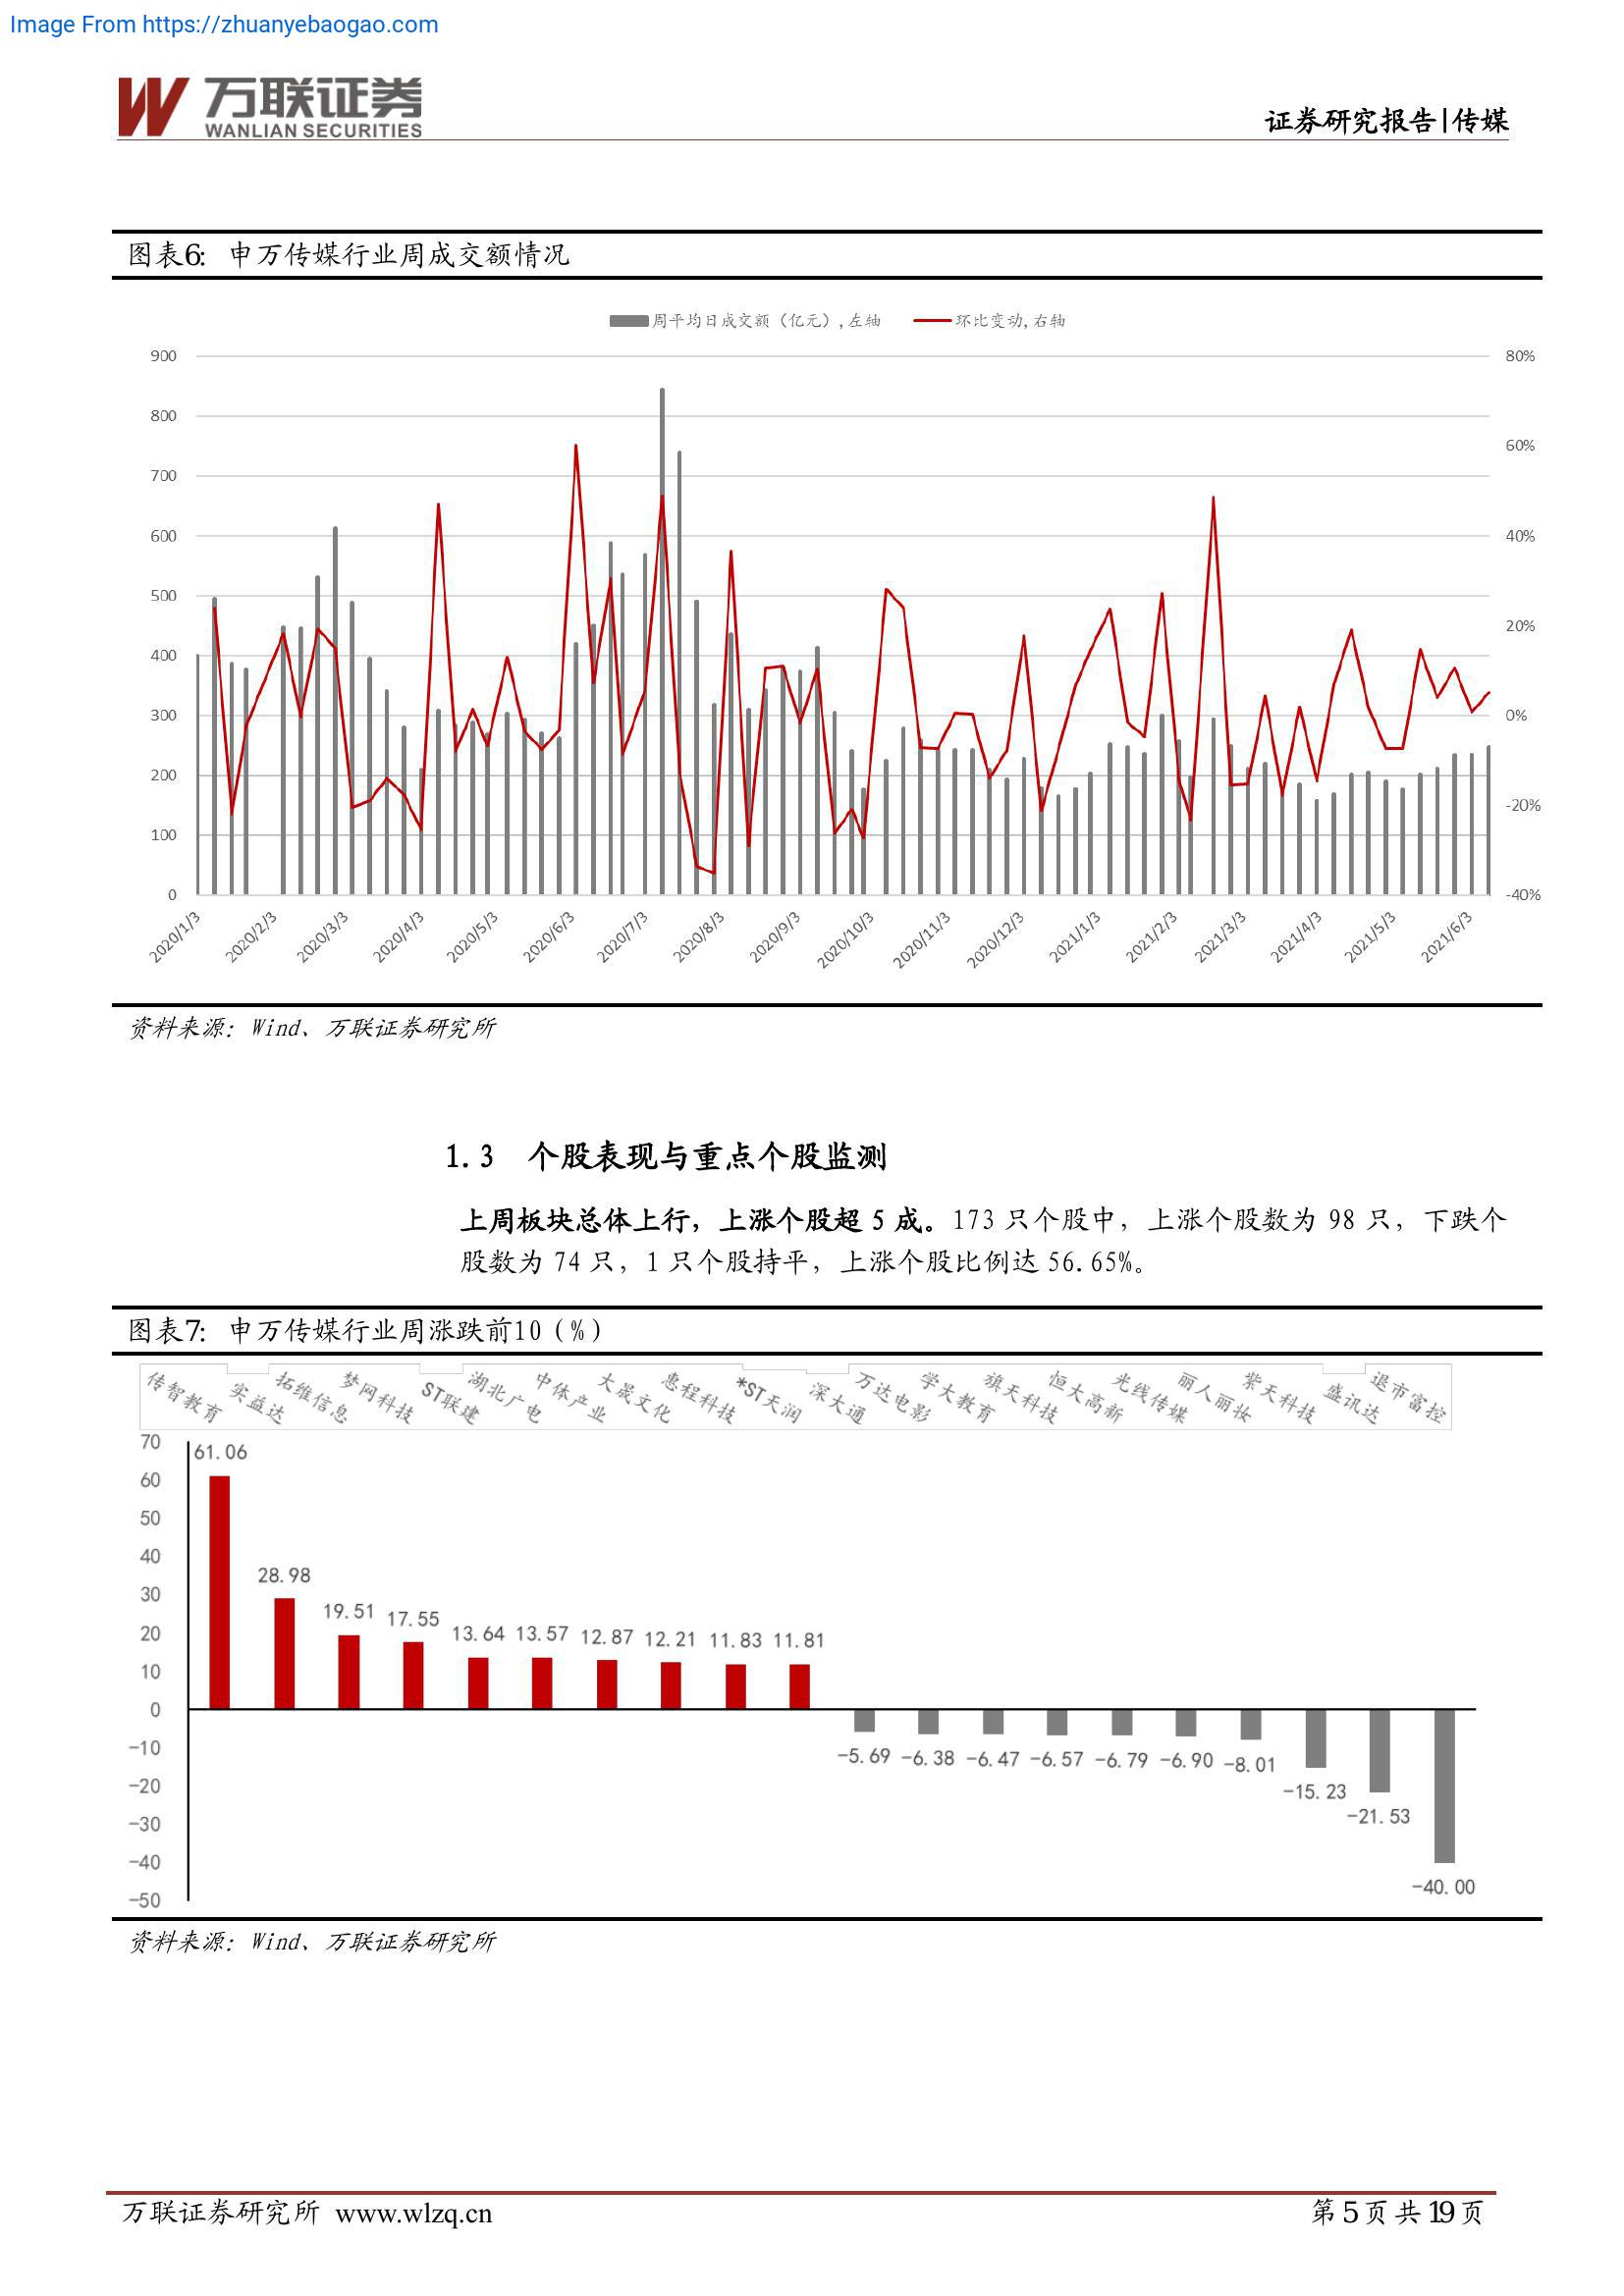 Image From https://zhuanyebaogao.com
万联证券
WANLIAN SECURITIES
证券研究报告|传媒
图表6: 申万传媒行业周成交额情况
周平均日成交额（亿元）,左轴 环比变动,右轴
900 80%
800
700 60%
600 40%
500
400 20%
300 0%
200
100 -20%
0 -40%
2020/1/3 2020/2/3 2020/3/3 2020/4/3 2020/5/3 2020/6/3 2020/7/3 2020/8/3 2020/9/3 2020/10/3 2020/11/3 2020/12/3 2021/1/3 2021/2/3 2021/3/3 2021/4/3 2021/5/3 2021/6/3
资料来源：Wind、万联证券研究所
1.3 个股表现与重点个股监测
上周板块总体上行，上涨个股超 5 成。173 只个股中，上涨个股数为 98 只，下跌个
股数为 74 只，1 只个股持平，上涨个股比例达 56.65%。
图表7: 申万传媒行业周涨跌前10（%）
传智教育 实益达 拓维信息 梦网科技 ST联建 湖北广电 中体产业 大晟文化 惠程科技 *ST天润 深大通 万达电影 学大教育 旗天科技 恒大高新 光线传媒 丽人丽妆 紫天科技 盛讯达 退市富控
70
60
50
40
30
20
10
0
-10
-20
-30
-40
-50
61.06 28.98 19.51 17.55 13.64 13.57 12.87 12.21 11.83 11.81
-5.69 -6.38 -6.47 -6.57 -6.79 -6.90 -8.01 -15.23 -21.53 -40.00
资料来源：Wind、万联证券研究所
万联证券研究所 www.wlzq.cn
第 5 页 共 19 页